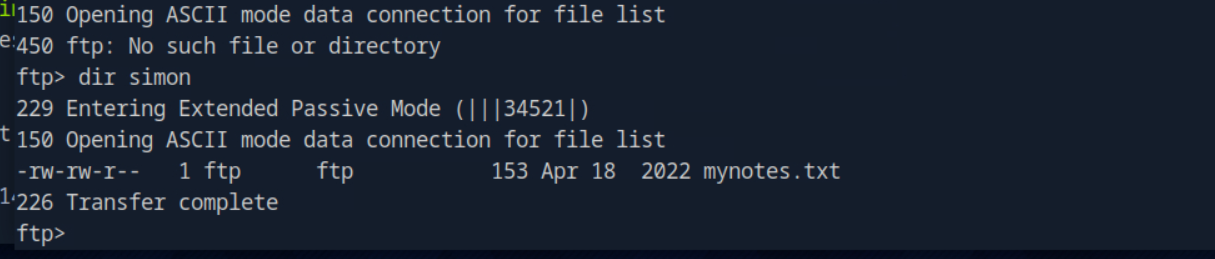 150 Opening ASCII mode data connection for file list
450 ftp: No such file or directory
ftp> dir simon
229 Entering Extended Passive Mode (|||34521|)
150 Opening ASCII mode data connection for file list
-rw-rw-r--   1 ftp      ftp           153 Apr 18  2022 mynotes.txt
226 Transfer complete
ftp>